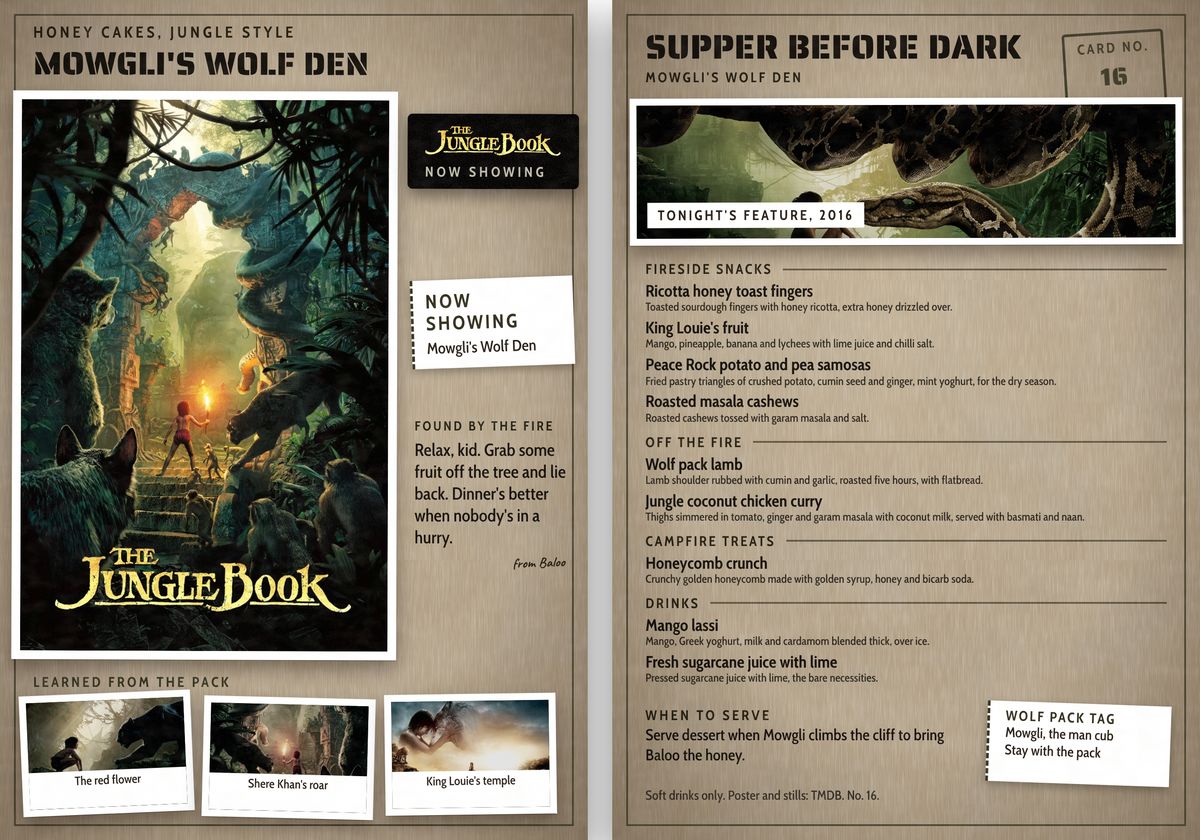 HONEY CAKES, JUNGLE STYLE
MOWGLI'S WOLF DEN
THE
JUNGLE BOOK
NOW SHOWING
NOW
SHOWING
Mowgli's Wolf Den
FOUND BY THE FIRE
Relax, kid. Grab some
fruit off the tree and lie
back. Dinner's better
when nobody's in a
hurry.
from Baloo
THE
JUNGLE BOOK
LEARNED FROM THE PACK
The red flower
Shere Khan's roar
King Louie's temple
SUPPER BEFORE DARK
MOWGLI'S WOLF DEN
CARD NO.
16
TONIGHT'S FEATURE, 2016
FIRESIDE SNACKS
Ricotta honey toast fingers
Toasted sourdough fingers with honey ricotta, extra honey drizzled over.
King Louie's fruit
Mango, pineapple, banana and lychees with lime juice and chilli salt.
Peace Rock potato and pea samosas
Fried pastry triangles of crushed potato, cumin seed and ginger, mint yoghurt, for the dry season.
Roasted masala cashews
Roasted cashews tossed with garam masala and salt.
OFF THE FIRE
Wolf pack lamb
Lamb shoulder rubbed with cumin and garlic, roasted five hours, with flatbread.
Jungle coconut chicken curry
Thighs simmered in tomato, ginger and garam masala with coconut milk, served with basmati and naan.
CAMPFIRE TREATS
Honeycomb crunch
Crunchy golden honeycomb made with golden syrup, honey and bicarb soda.
DRINKS
Mango lassi
Mango, Greek yoghurt, milk and cardamom blended thick, over ice.
Fresh sugarcane juice with lime
Pressed sugarcane juice with lime, the bare necessities.
WHEN TO SERVE
Serve dessert when Mowgli climbs the cliff to bring
Baloo the honey.
WOLF PACK TAG
Mowgli, the man cub
Stay with the pack
Soft drinks only. Poster and stills: TMDB. No. 16.